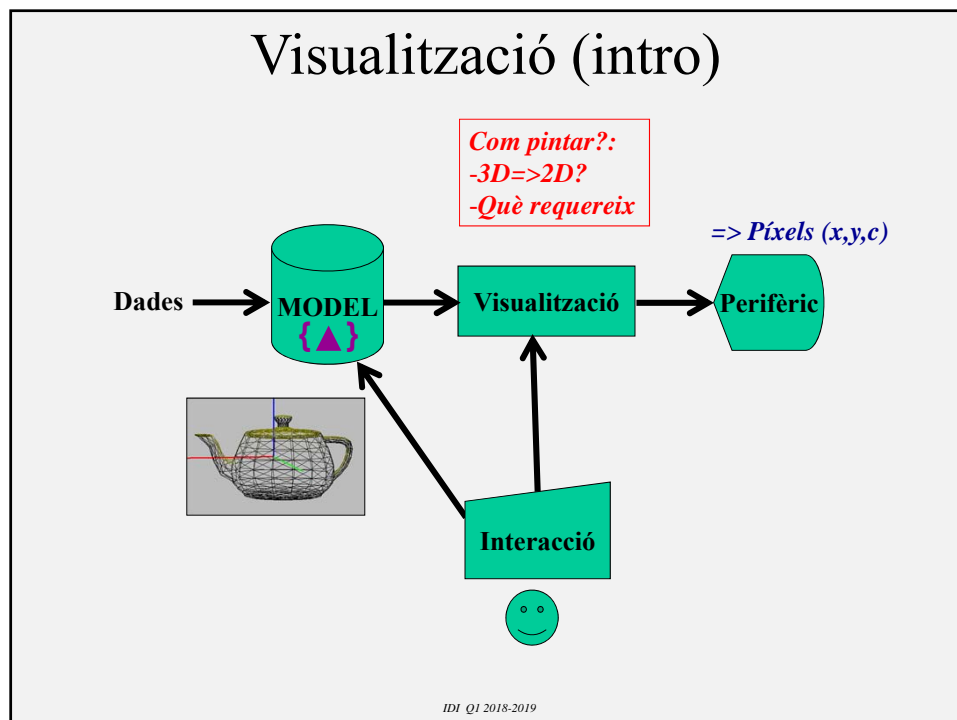 Visualització (intro)
Com pintar?:
-3D=>2D?
-Què requereix
=> Píxels (x,y,c)
Dades
MODEL
{▲}
Visualització
Perifèric
Interacció
IDI Q1 2018-2019